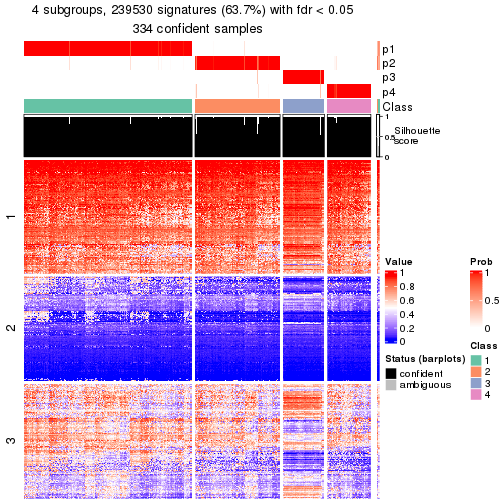 4 subgroups, 239530 signatures (63.7%) with fdr < 0.05
334 confident samples
p1
p2
p3
p4
Class
1
0.5
0
Silhouette
score
1
2
3
Value
1
0.8
0.6
0.4
0.2
0
Status (barplots)
confident
ambiguous
Prob
1
0.5
0
Class
1
2
3
4